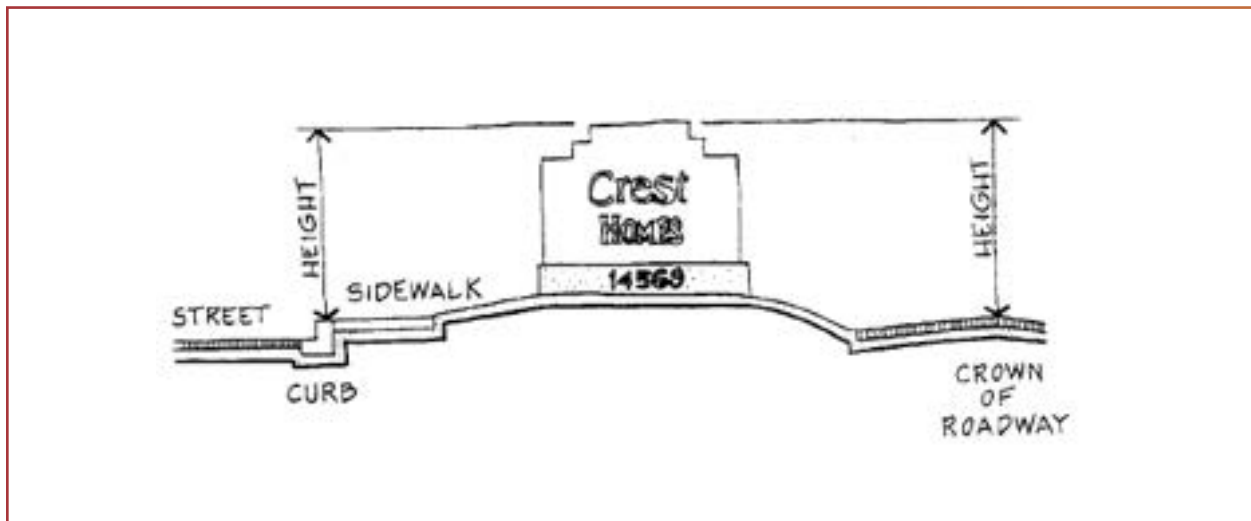 HEIGHT
Crest
HOMES
14569
HEIGHT
SIDEWALK
STREET
CURB
CROWN
OF
ROADWAY